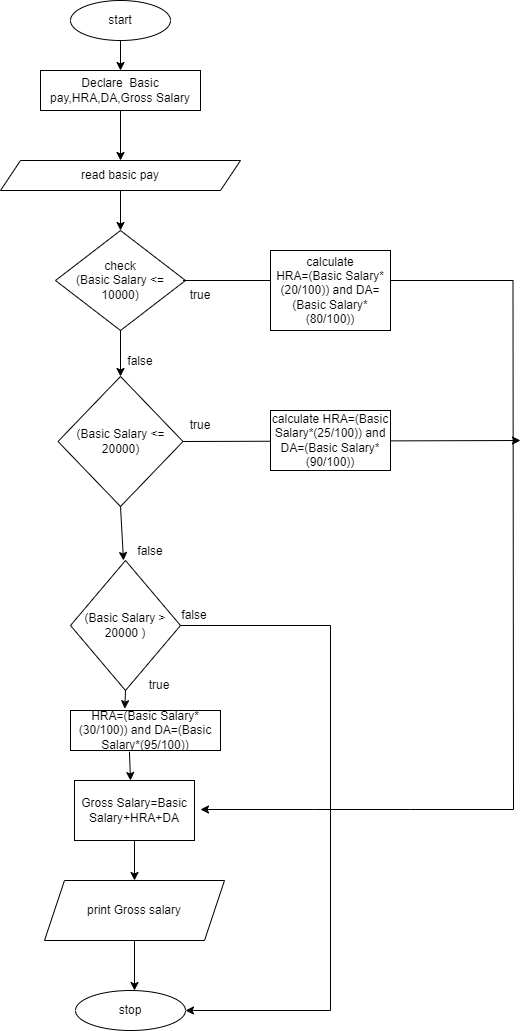 start
Declare Basic
pay,HRA,DA,Gross Salary
read basic pay
check
(Basic Salary <=
10000)
true
calculate
HRA=(Basic Salary*
(20/100)) and DA=
(Basic Salary*
(80/100))
false
(Basic Salary <=
20000)
true
calculate HRA=(Basic
Salary*(25/100)) and
DA=(Basic Salary*
(90/100))
false
(Basic Salary >
20000 )
false
true
HRA=(Basic Salary*
(30/100)) and DA=(Basic
Salary*(95/100))
Gross Salary=Basic
Salary+HRA+DA
print Gross salary
stop